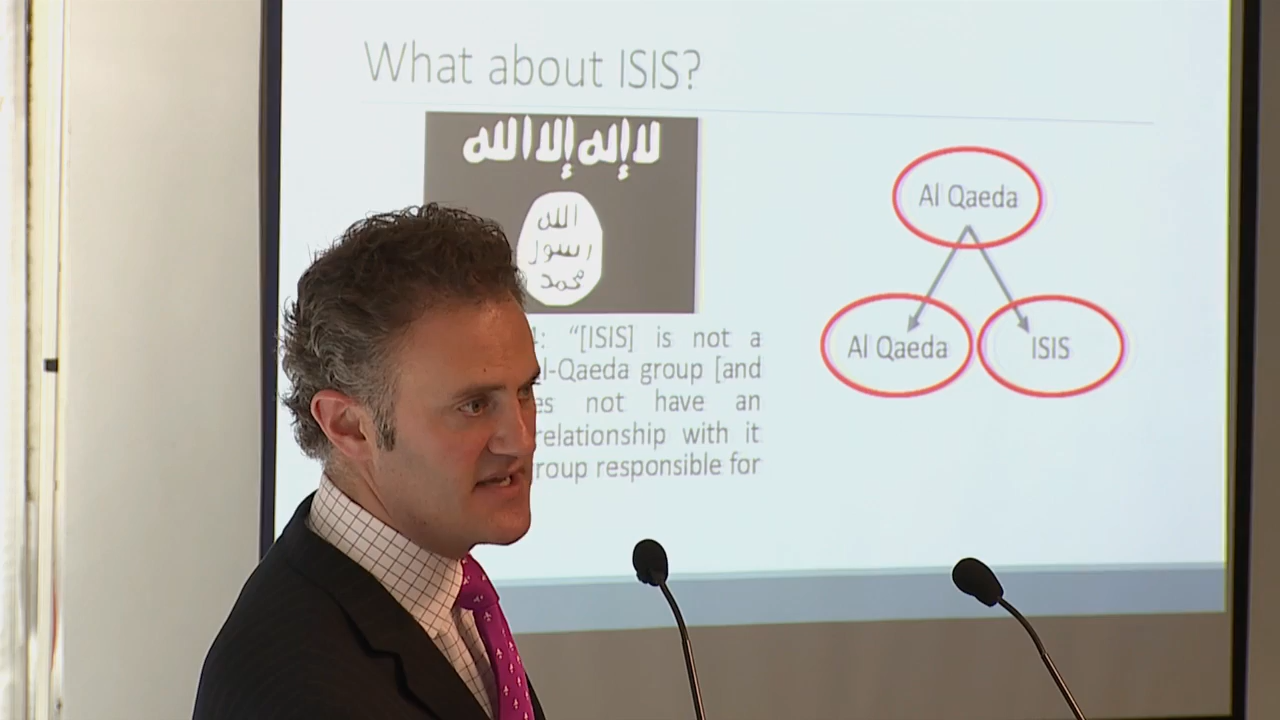 What about ISIS?
لا إله إلا الله
الله
رسول
محمد
Al Qaeda
Al Qaeda
ISIS
: “[ISIS] is not a
l-Qaeda group [and
es not have an
relationship with it
roup responsible for